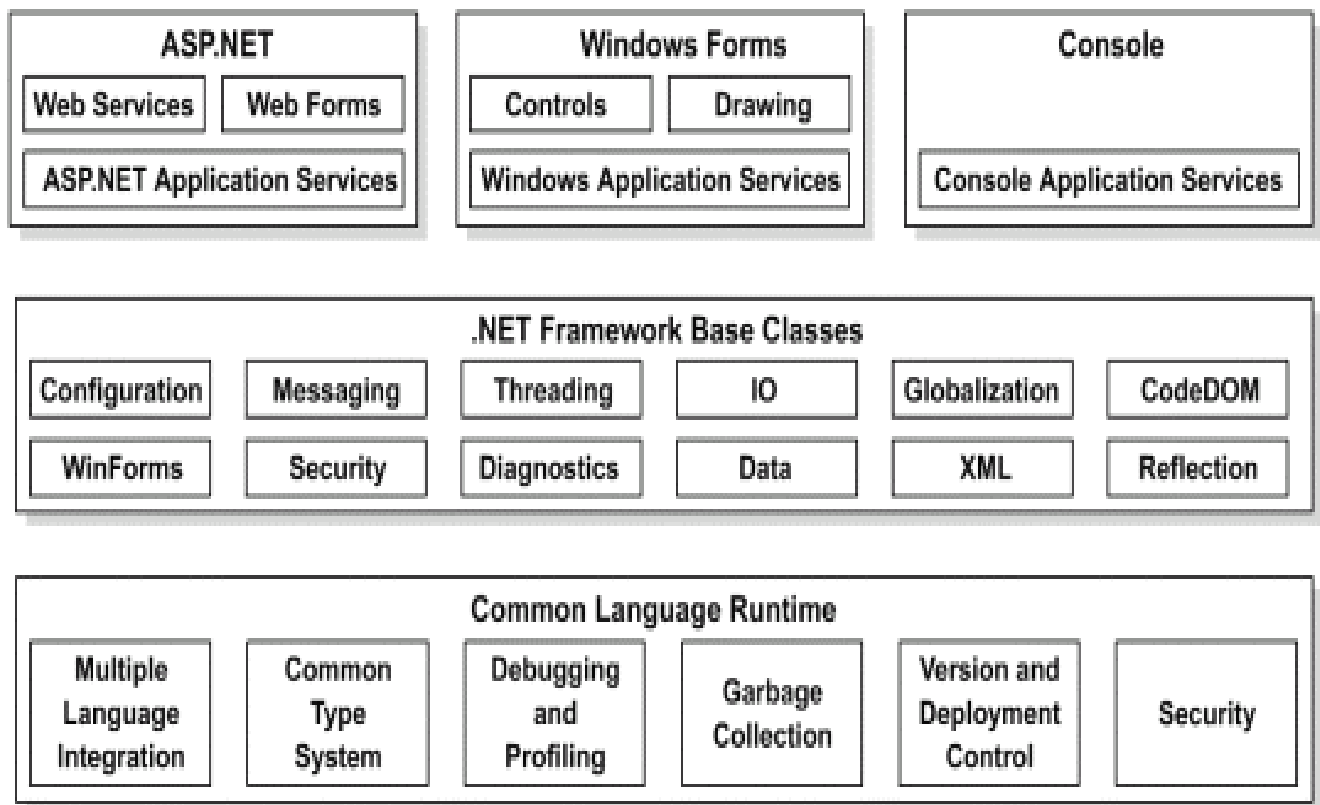 ASP.NET
Web Services
Web Forms
ASP.NET Application Services
Windows Forms
Controls
Drawing
Windows Application Services
Console
Console Application Services
.NET Framework Base Classes
Configuration
Messaging
Threading
IO
Globalization
CodeDOM
WinForms
Security
Diagnostics
Data
XML
Reflection
Common Language Runtime
Multiple
Language
Integration
Common
Type
System
Debugging
and
Profiling
Garbage
Collection
Version and
Deployment
Control
Security